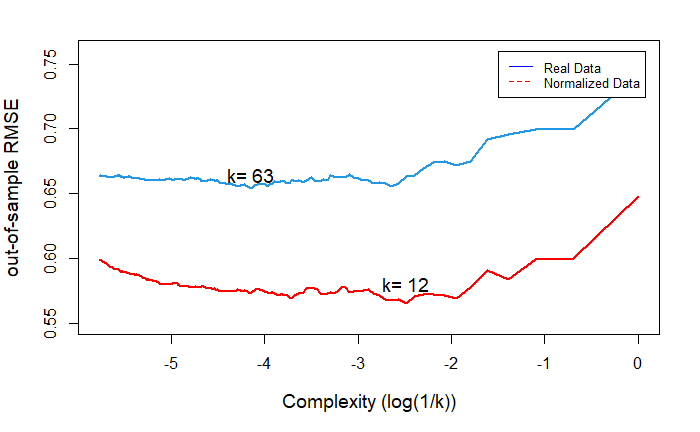 Real Data
Normalized Data
k= 63
k= 12
out-of-sample RMSE
0.75
0.70
0.65
0.60
0.55
-5
-4
-3
-2
-1
0
Complexity (log(1/k))